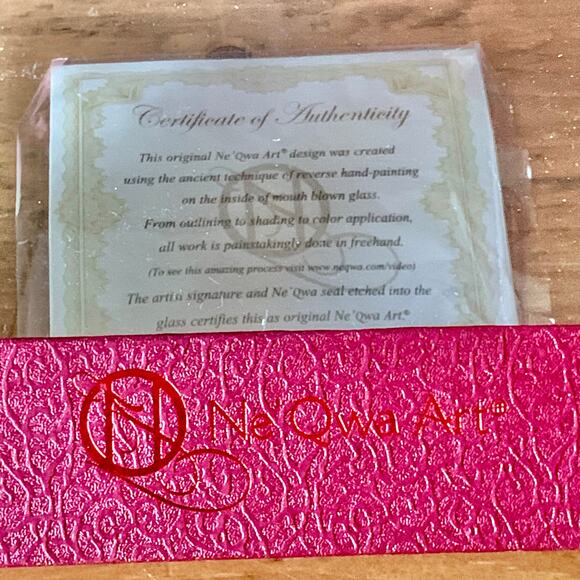 Certificate of Authenticity
This original Ne'Qwa Art® design was created
using the ancient technique of reverse hand-painting
on the inside of mouth blown glass.
From outlining to shading to color application,
all work is painstakingly done in freehand.
(To see this amazing process visit www.neqwa.com/video)
The artist signature and Ne'Qwa seal etched into the
glass certifies this as original Ne'Qwa Art.®
N Ne'Qwa Art®